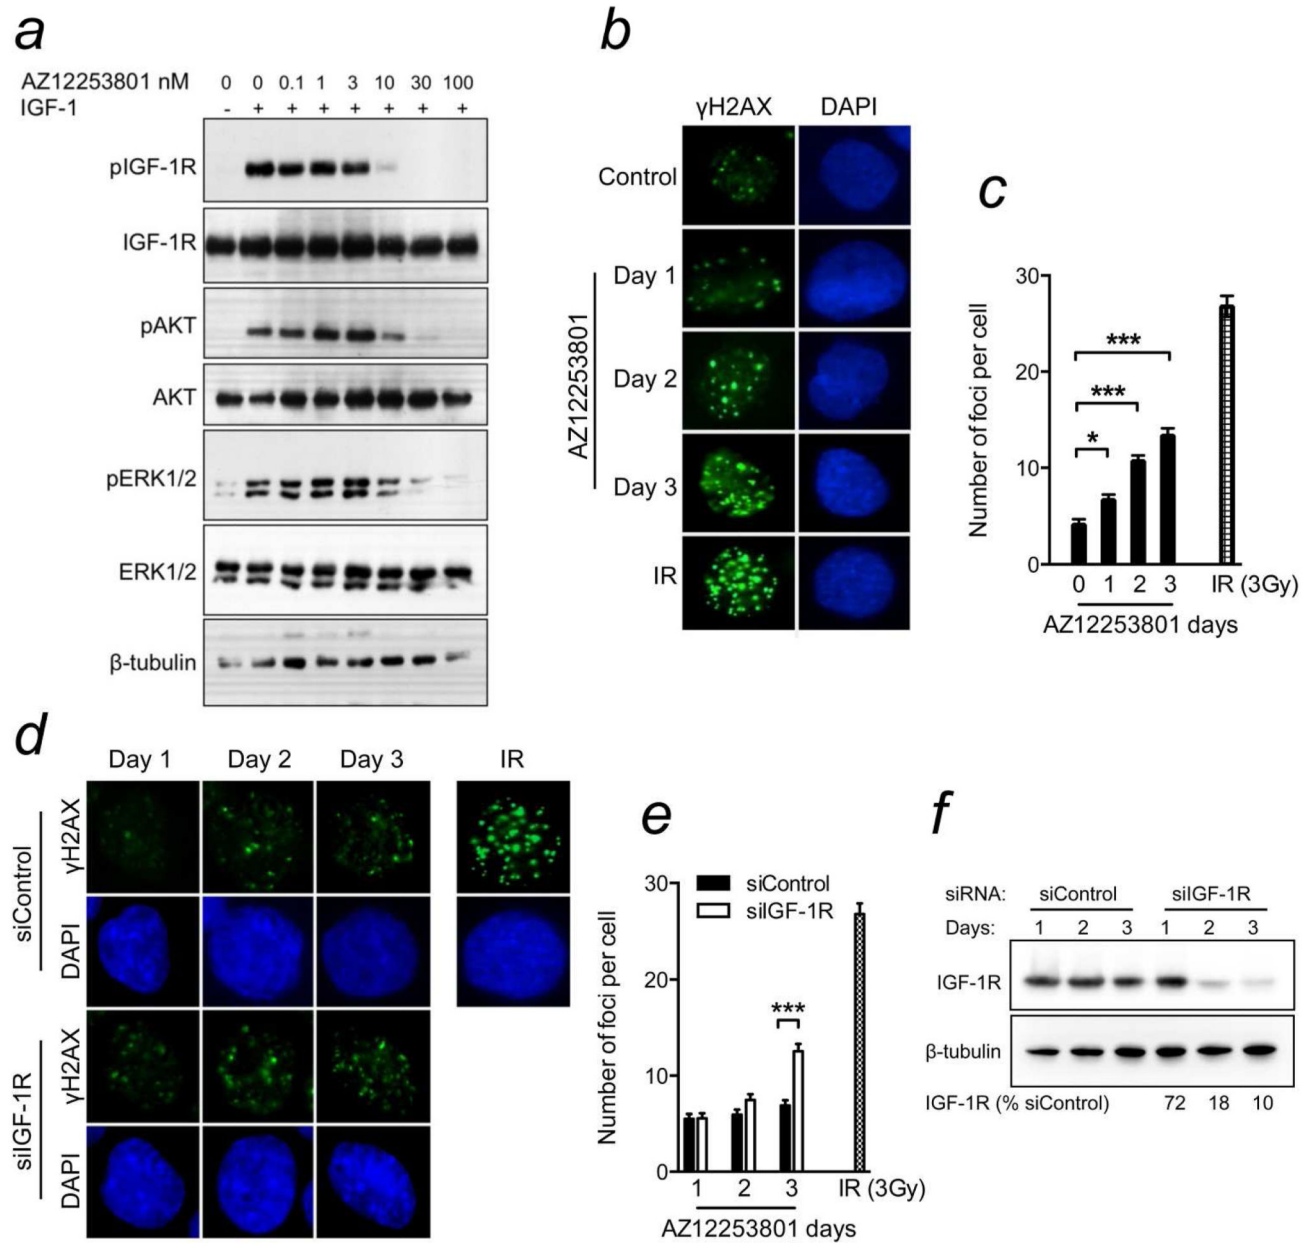 a
AZ12253801 nM 0 0 0.1 1 3 10 30 100
IGF-1 - + + + + + + +
pIGF-1R
IGF-1R
pAKT
AKT
pERK1/2
ERK1/2
β-tubulin
b
γH2AX DAPI
Control
AZ12253801
Day 1
Day 2
Day 3
IR
c
Number of foci per cell
30
20
10
0
***
***
*
0 1 2 3 IR (3Gy)
AZ12253801 days
d
Day 1 Day 2 Day 3 IR
siControl
γH2AX
DAPI
siIGF-1R
γH2AX
DAPI
e
Number of foci per cell
30
20
10
0
siControl
siIGF-1R
***
1 2 3 IR (3Gy)
AZ12253801 days
f
siRNA: siControl siIGF-1R
Days: 1 2 3 1 2 3
IGF-1R
β-tubulin
IGF-1R (% siControl) 72 18 10